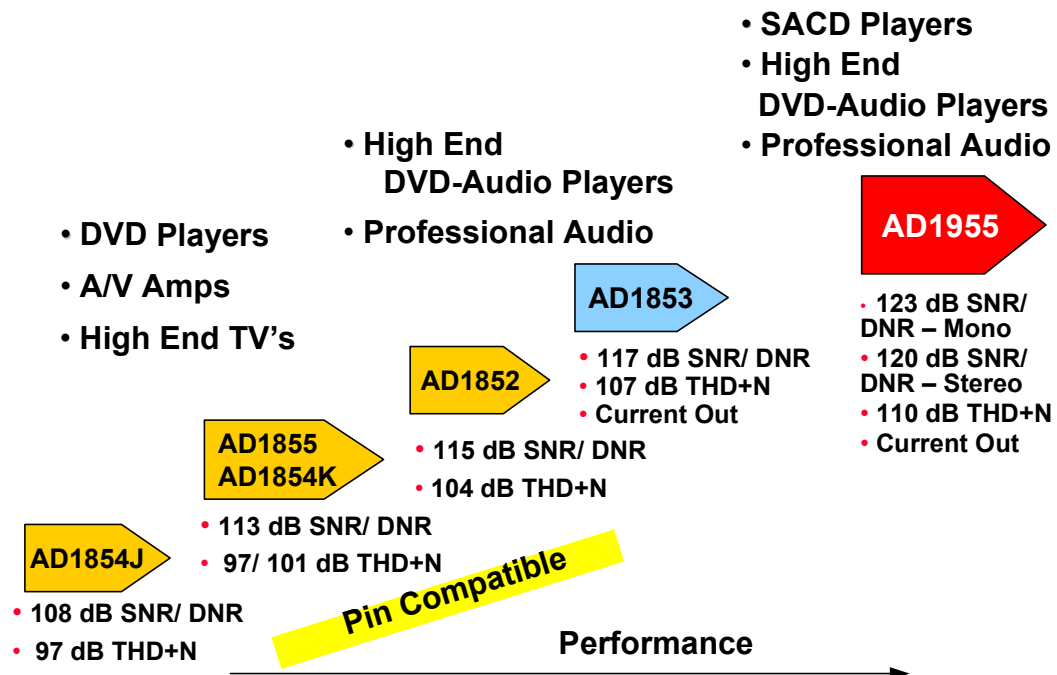 • SACD Players
• High End
DVD-Audio Players
• Professional Audio
• High End
DVD-Audio Players
• Professional Audio
• DVD Players
• A/V Amps
• High End TV's
AD1955
• 123 dB SNR/
DNR – Mono
• 120 dB SNR/
DNR – Stereo
• 110 dB THD+N
• Current Out
AD1853
• 117 dB SNR/ DNR
• 107 dB THD+N
• Current Out
AD1852
• 115 dB SNR/ DNR
• 104 dB THD+N
AD1855
AD1854K
• 113 dB SNR/ DNR
• 97/ 101 dB THD+N
AD1854J
• 108 dB SNR/ DNR
• 97 dB THD+N
Pin Compatible
Performance